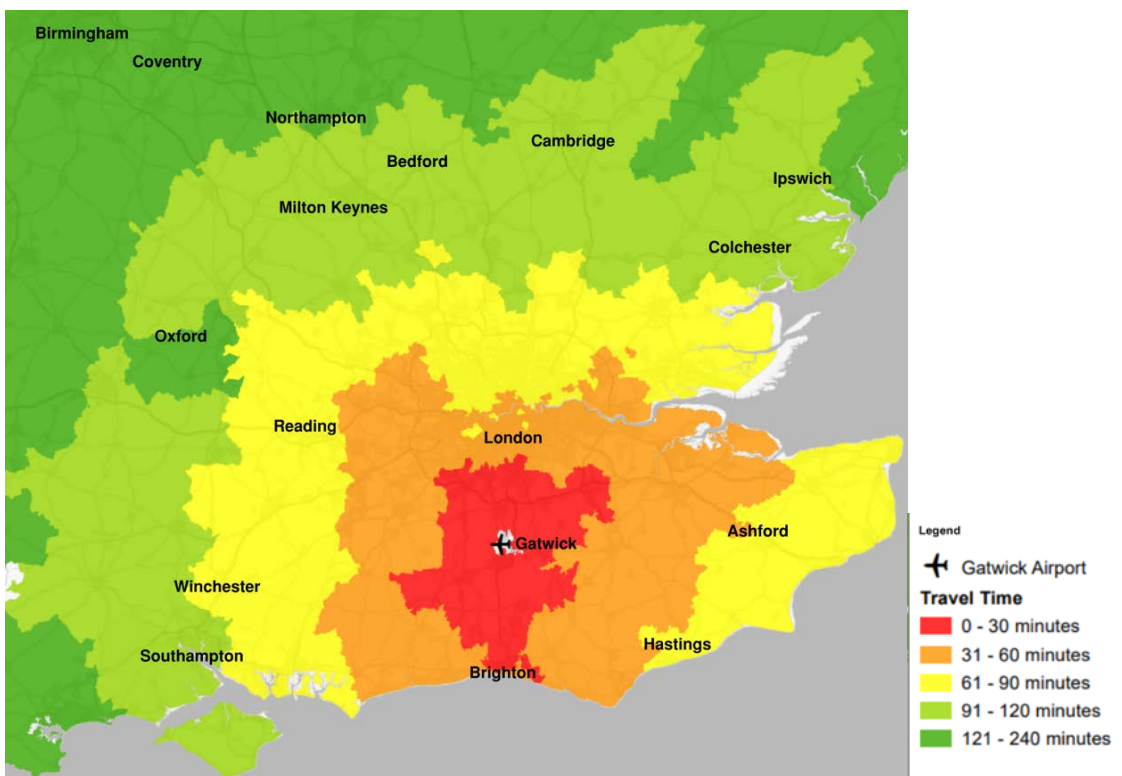 Birmingham
Coventry
Northampton
Cambridge
Bedford
Ipswich
Milton Keynes
Colchester
Oxford
Reading
London
Ashford
Gatwick
Winchester
Hastings
Southampton
Brighton
Legend
Gatwick Airport
Travel Time
0 - 30 minutes
31 - 60 minutes
61 - 90 minutes
91 - 120 minutes
121 - 240 minutes